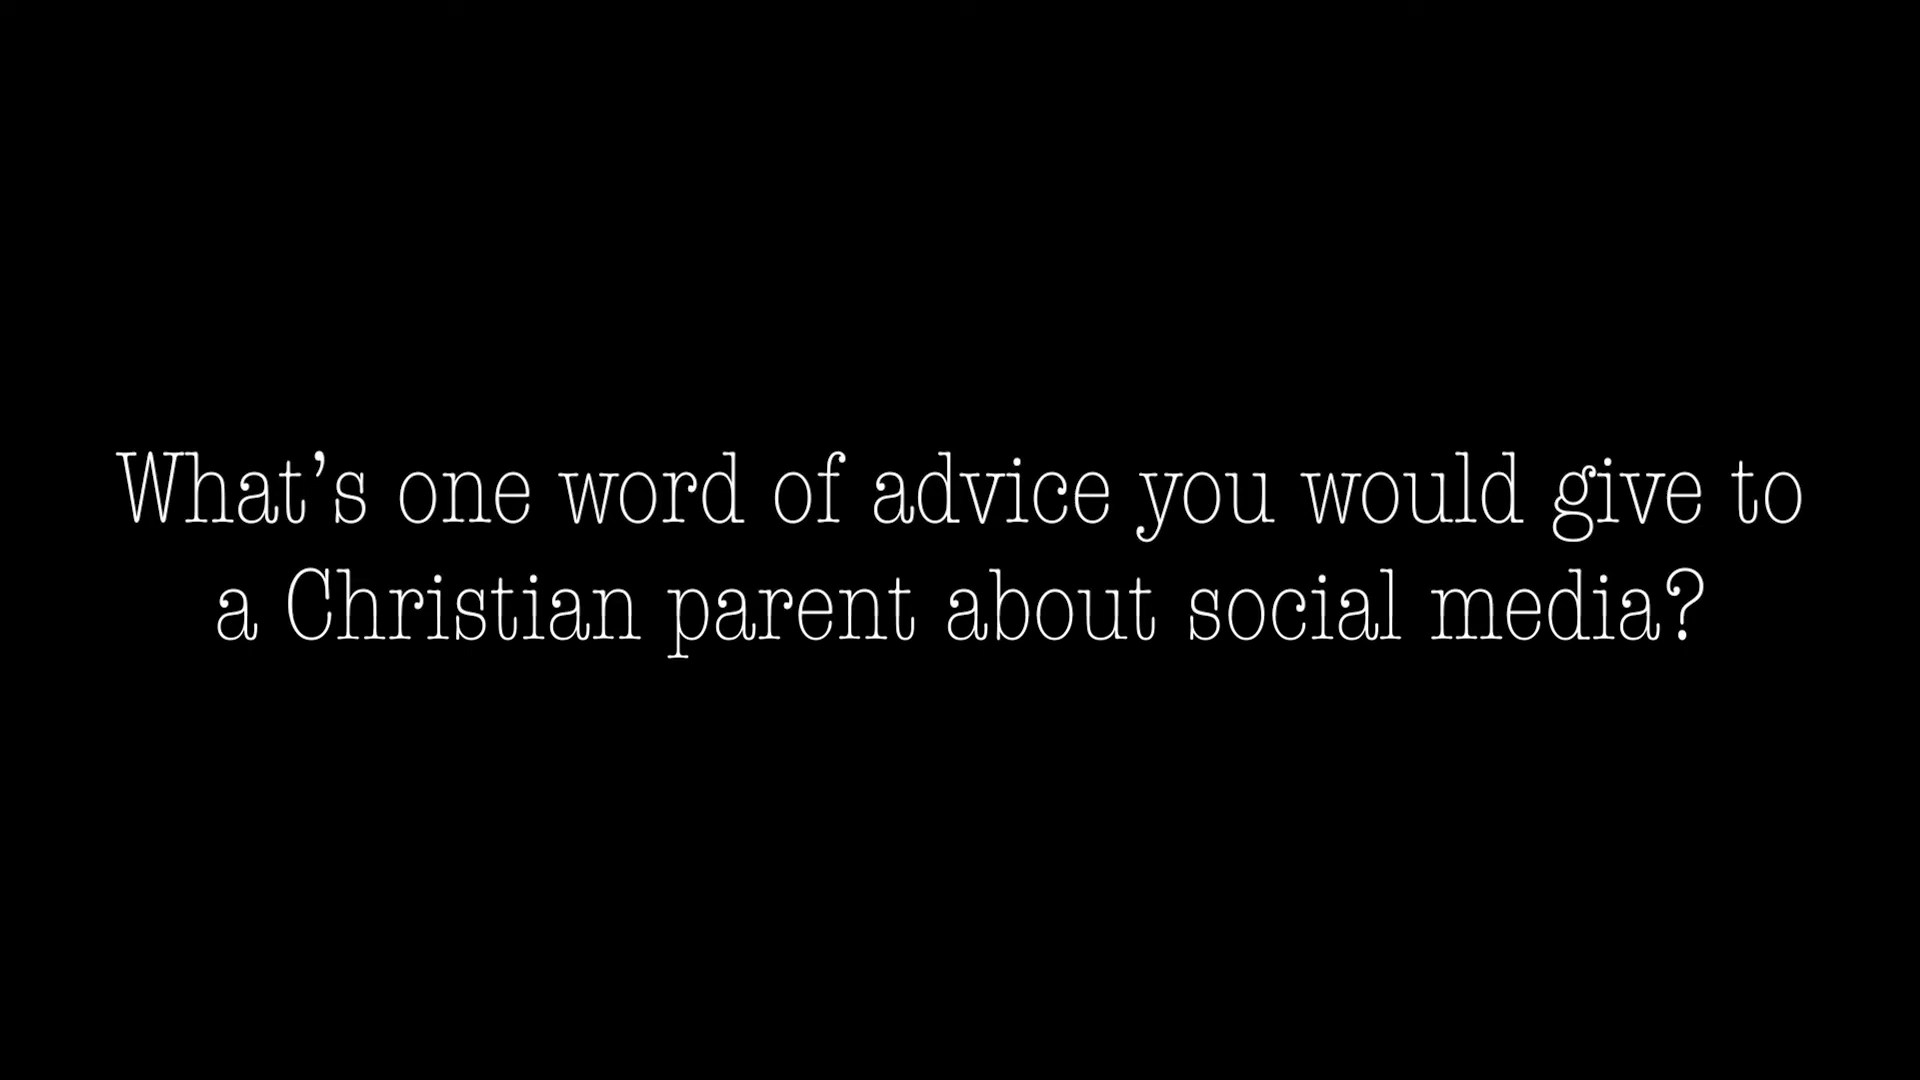 What’s one word of advice you would give to
a Christian parent about social media?